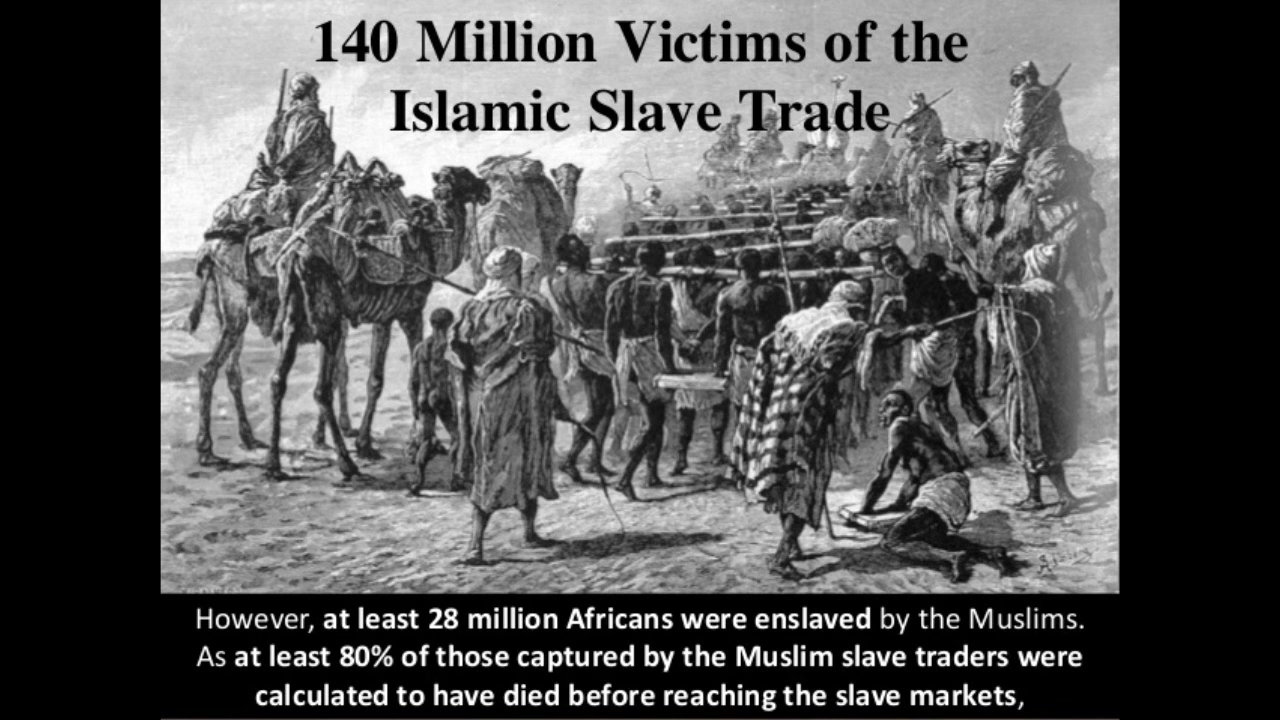 140 Million Victims of the
Islamic Slave Trade
However, at least 28 million Africans were enslaved by the Muslims.
As at least 80% of those captured by the Muslim slave traders were
calculated to have died before reaching the slave markets,